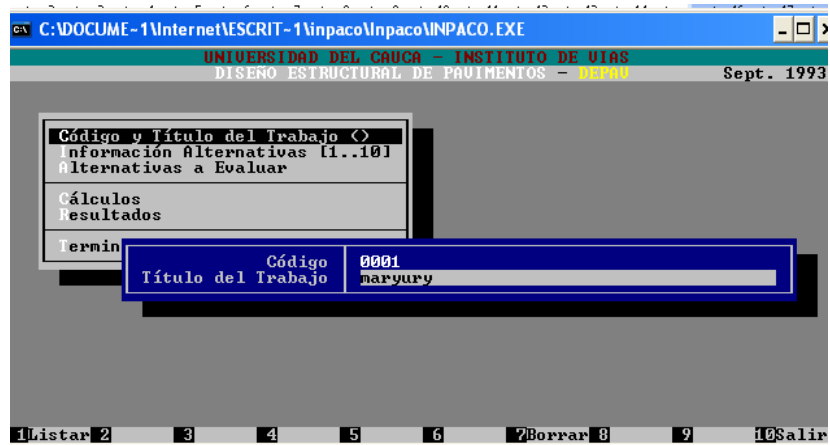 C:\DOCUME~1\Internet\ESCRIT~1\inpaco\Inpaco\INPACO.EXE
UNIVERSIDAD DEL CAUCA - INSTITUTO DE VIAS
DISEÑO ESTRUCTURAL DE PAVIMENTOS - DEPAV Sept. 1993
Código y Título del Trabajo <>
Información Alternativas [1..10]
Alternativas a Evaluar
Cálculos
Resultados
Termin
Código 0001
Título del Trabajo maryury
1Listar 2 3 4 5 6 7Borrar 8 9 10Salir